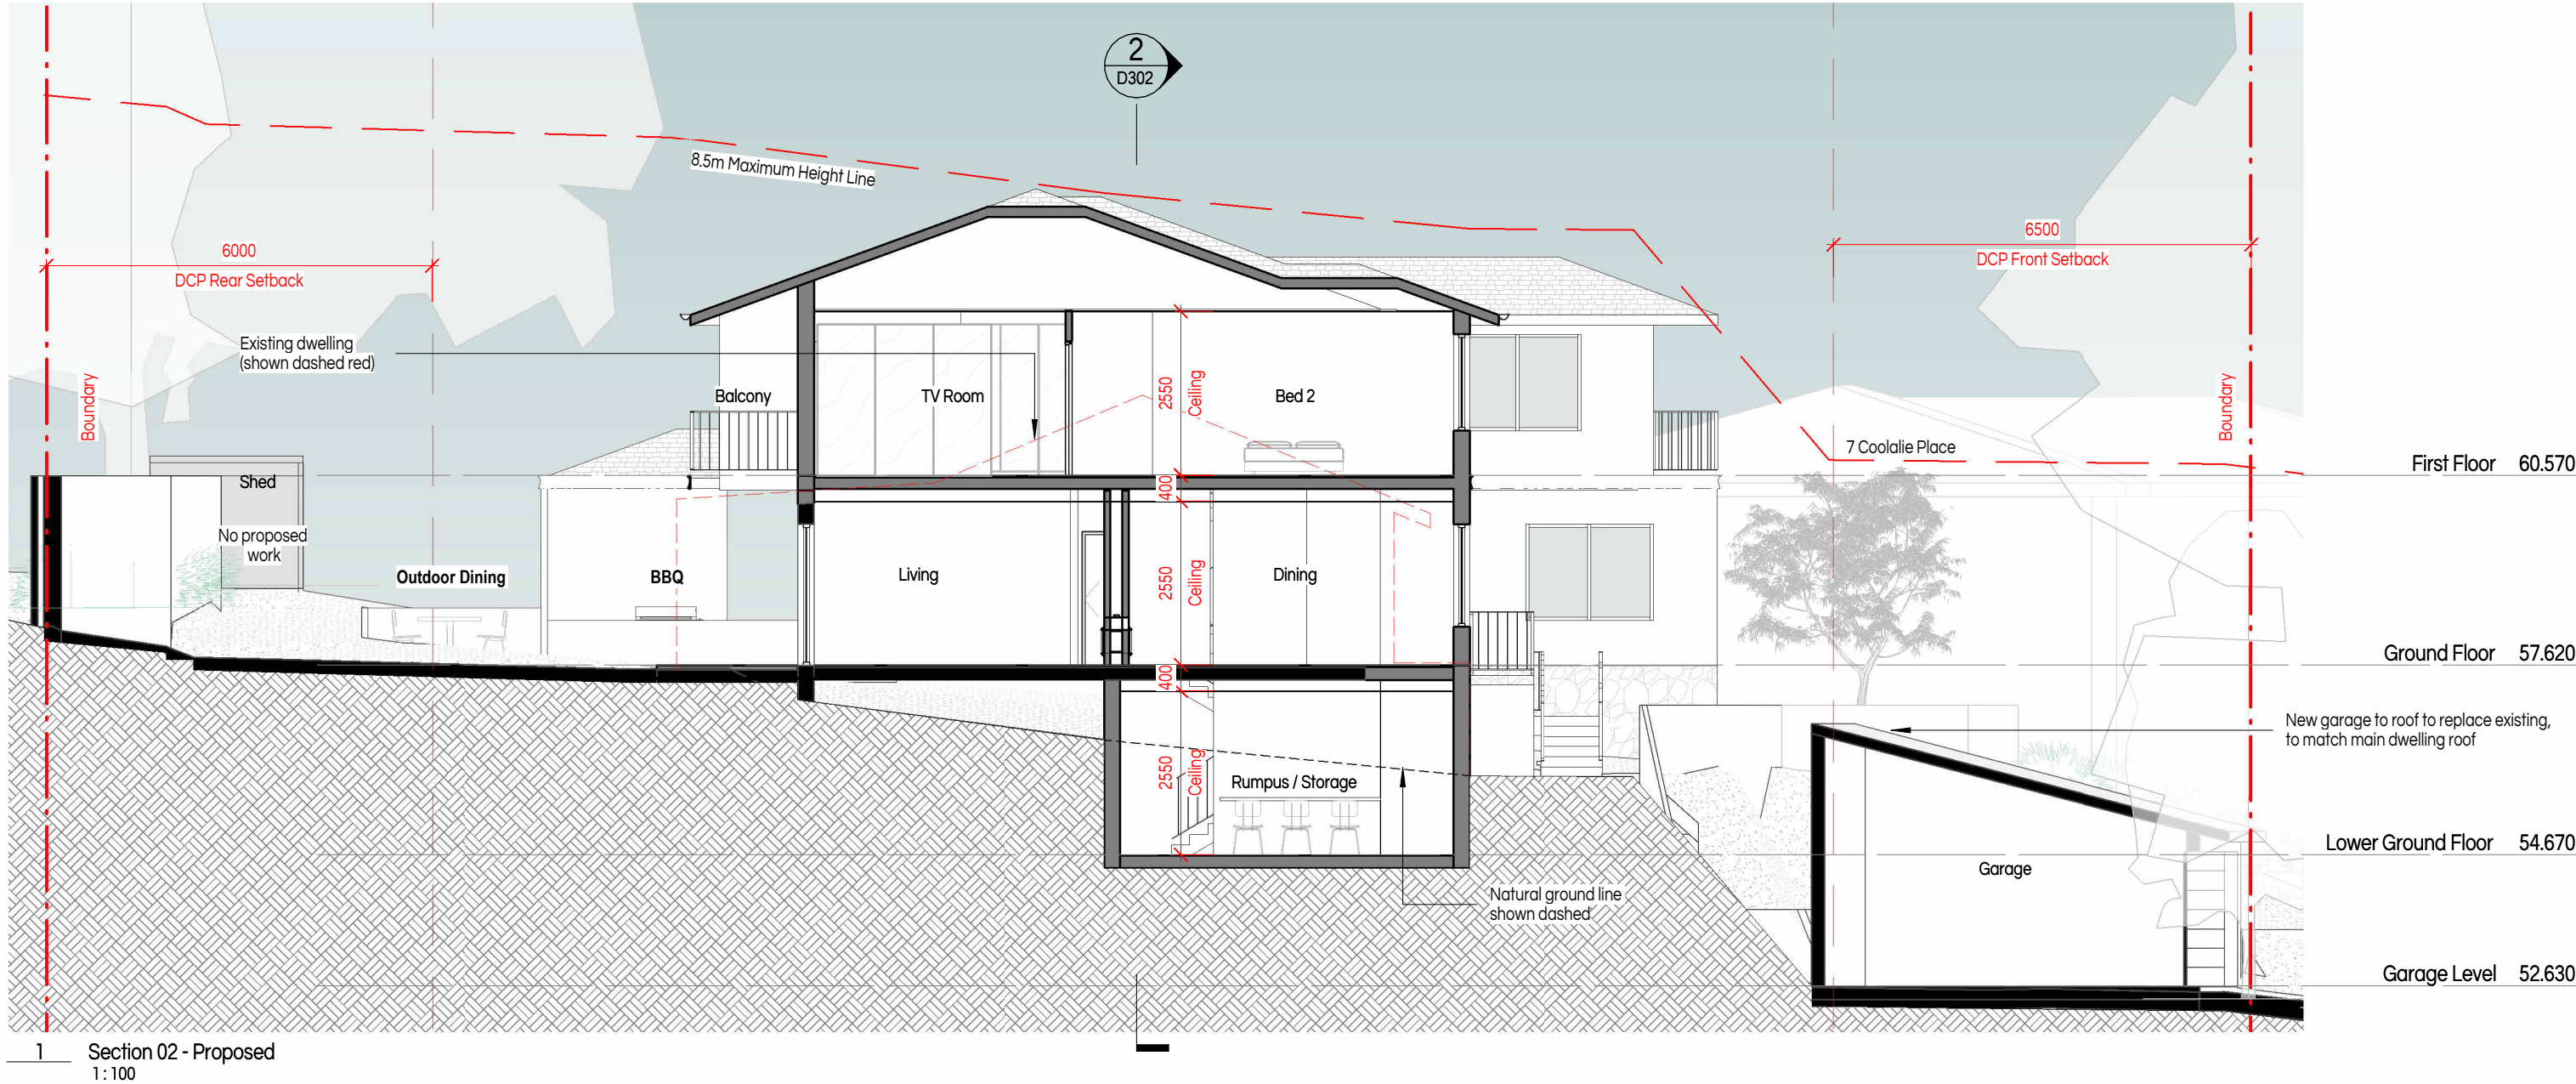 2
D302
8.5m Maximum Height Line
6000
DCP Rear Setback
6500
DCP Front Setback
Existing dwelling
(shown dashed red)
Boundary
Balcony
TV Room
2550
Ceiling
Bed 2
Boundary
7 Coolalie Place
First Floor 60.570
Shed
400
No proposed
work
Outdoor Dining
BBQ
Living
2550
Ceiling
Dining
Ground Floor 57.620
400
New garage to roof to replace existing,
to match main dwelling roof
2550
Ceiling
Rumpus / Storage
Lower Ground Floor 54.670
Garage
Natural ground line
shown dashed
Garage Level 52.630
1 Section 02 - Proposed
1 : 100